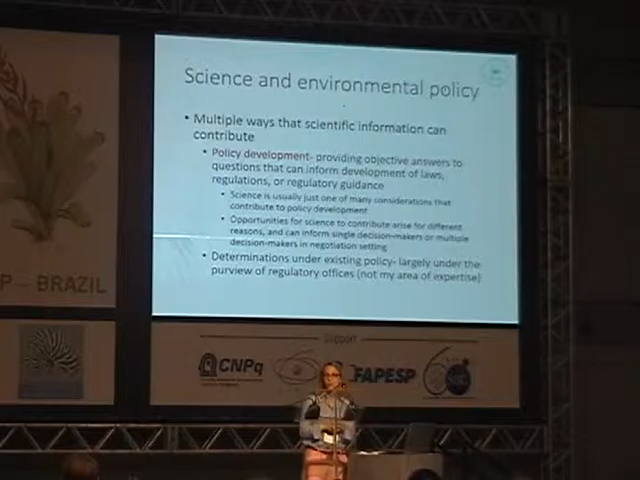 Science and environmental policy
• Multiple ways that scientific information can
contribute
• Policy development- providing objective answers to
questions that can inform development of laws,
regulations, or regulatory guidance
• Science is usually just one of many considerations that
contribute to policy development
• Opportunities for science to contribute arise for different
reasons, and can inform single decision-makers or multiple
decision-makers in negotiation setting
• Determinations under existing policy- largely under the
purview of regulatory offices (not my area of expertise)
P – BRAZIL
Support
CNPq
FAPESP